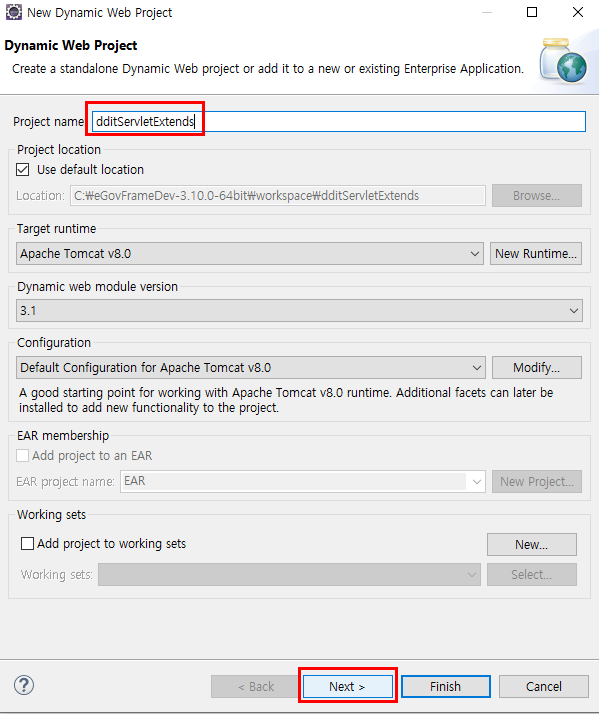 New Dynamic Web Project
Dynamic Web Project
Create a standalone Dynamic Web project or add it to a new or existing Enterprise Application.
Project name: dditServletExtends
Project location
Use default location
Location: C:₩eGovFrameDev-3.10.0-64bit₩workspace₩dditServletExtends Browse...
Target runtime
Apache Tomcat v8.0 New Runtime...
Dynamic web module version
3.1
Configuration
Default Configuration for Apache Tomcat v8.0 Modify...
A good starting point for working with Apache Tomcat v8.0 runtime. Additional facets can later be
installed to add new functionality to the project.
EAR membership
Add project to an EAR
EAR project name: EAR New Project...
Working sets
Add project to working sets New...
Working sets: Select...
? < Back Next > Finish Cancel